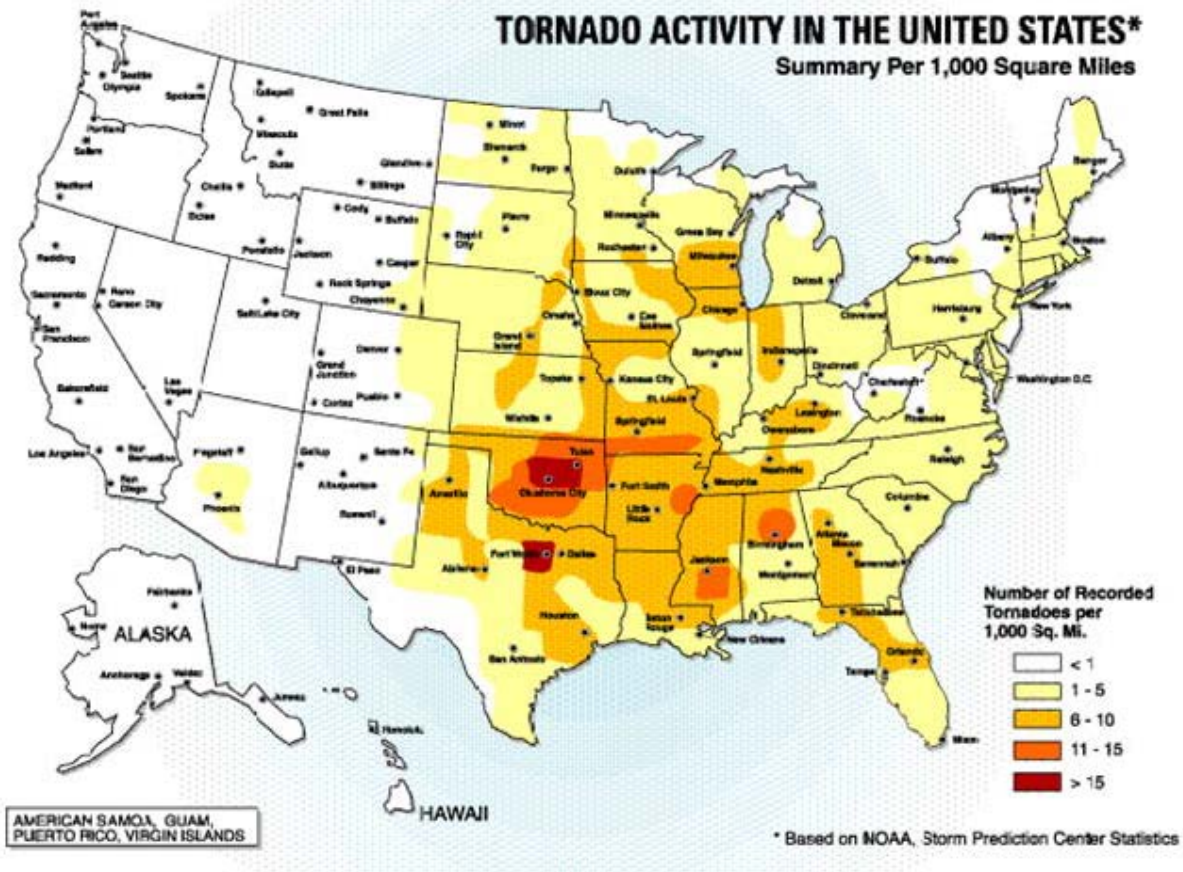 TORNADO ACTIVITY IN THE UNITED STATES*
Summary Per 1,000 Square Miles
Port Angeles
Seattle
Olympia
Spokane
Portland
Salem
Medford
Kalispell
Great Falls
Missoula
Butte
Glendive
Billings
Challis
Boise
Pocatello
Cody
Buffalo
Jackson
Casper
Rock Springs
Cheyenne
Redding
Sacramento
San Francisco
Reno
Carson City
Salt Lake City
Bakersfield
Las Vegas
Los Angeles
San Bernardino
San Diego
Denver
Grand Junction
Cortez
Pueblo
Flagstaff
Phoenix
Gallup
Santa Fe
Albuquerque
Roswell
El Paso
Minot
Bismarck
Fargo
Rapid City
Pierre
Duluth
Minneapolis
Rochester
Green Bay
Milwaukee
Sioux City
Omaha
Des Moines
Grand Island
Chicago
Detroit
Springfield
Indianapolis
Cleveland
Cincinnati
Topeka
Kansas City
St. Louis
Wichita
Springfield
Owensboro
Lexington
Charleston
Roanoke
Harrisburg
Buffalo
Albany
Montpelier
Bangor
Boston
New York
Washington D.C.
Tulsa
Oklahoma City
Amarillo
Fort Smith
Little Rock
Memphis
Nashville
Raleigh
Columbia
Atlanta
Macon
Savannah
Birmingham
Montgomery
Jackson
Fort Worth
Dallas
Abilene
Houston
San Antonio
Baton Rouge
New Orleans
Tallahassee
Orlando
Tampa
Miami
Fairbanks
Nome
ALASKA
Anchorage
Valdez
Juneau
Honolulu
HAWAII
AMERICAN SAMOA, GUAM,
PUERTO RICO, VIRGIN ISLANDS
Number of Recorded
Tornadoes per
1,000 Sq. Mi.
< 1
1 - 5
6 - 10
11 - 15
> 15
* Based on NOAA, Storm Prediction Center Statistics